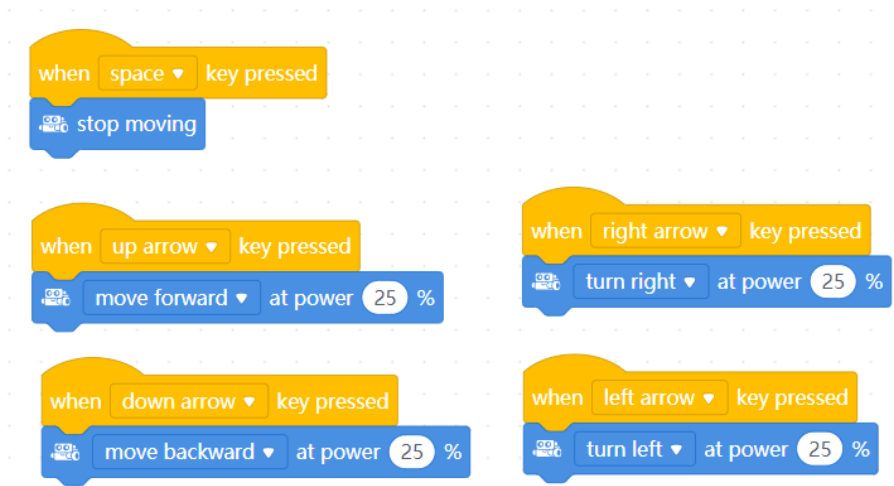 when space key pressed
stop moving
when up arrow key pressed
move forward at power 25 %
when right arrow key pressed
turn right at power 25 %
when down arrow key pressed
move backward at power 25 %
when left arrow key pressed
turn left at power 25 %